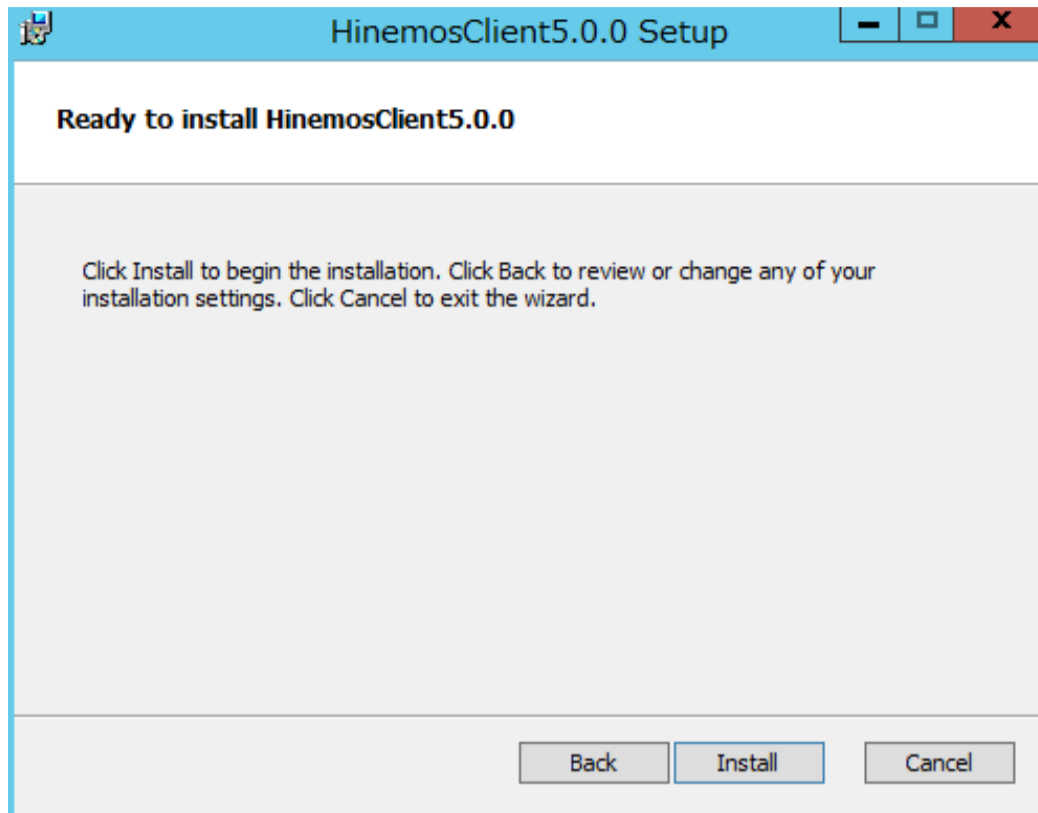 HinemosClient5.0.0 Setup
Ready to install HinemosClient5.0.0
Click Install to begin the installation. Click Back to review or change any of your
installation settings. Click Cancel to exit the wizard.
Back Install Cancel